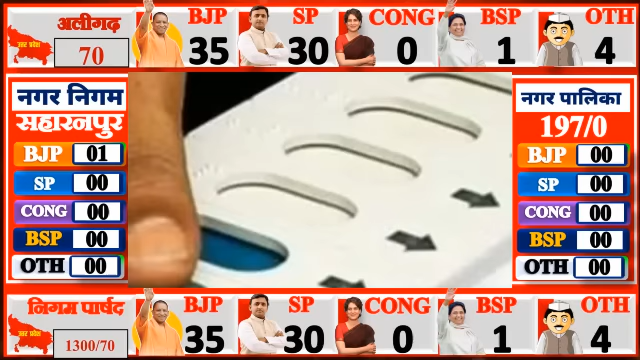 अलीगढ़
उत्तर प्रदेश
70
BJP 35
SP 30
CONG 0
BSP 1
OTH 4
नगर निगम
सहारनपुर
BJP 01
SP 00
CONG 00
BSP 00
OTH 00
नगर पालिका
197/0
BJP 00
SP 00
CONG 00
BSP 00
OTH 00
निगम पार्षद
उत्तर प्रदेश
1300/70
BJP 35
SP 30
CONG 0
BSP 1
OTH 4